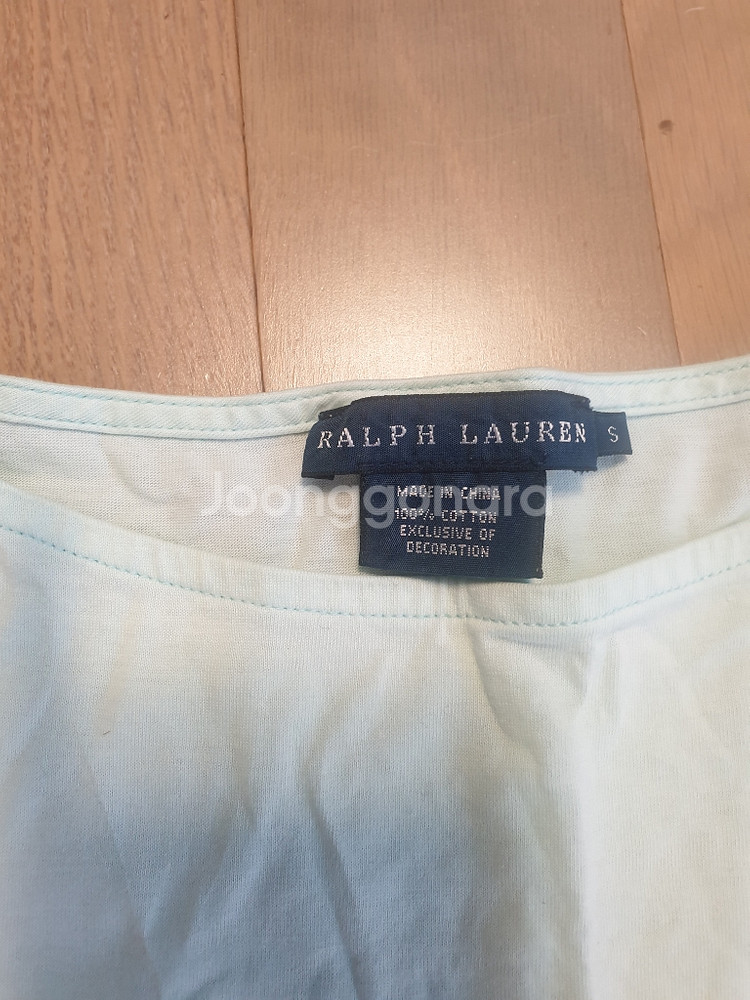 RALPH LAUREN S
MADE IN CHINA
100% COTTON
EXCLUSIVE OF
DECORATION
Joonggonara